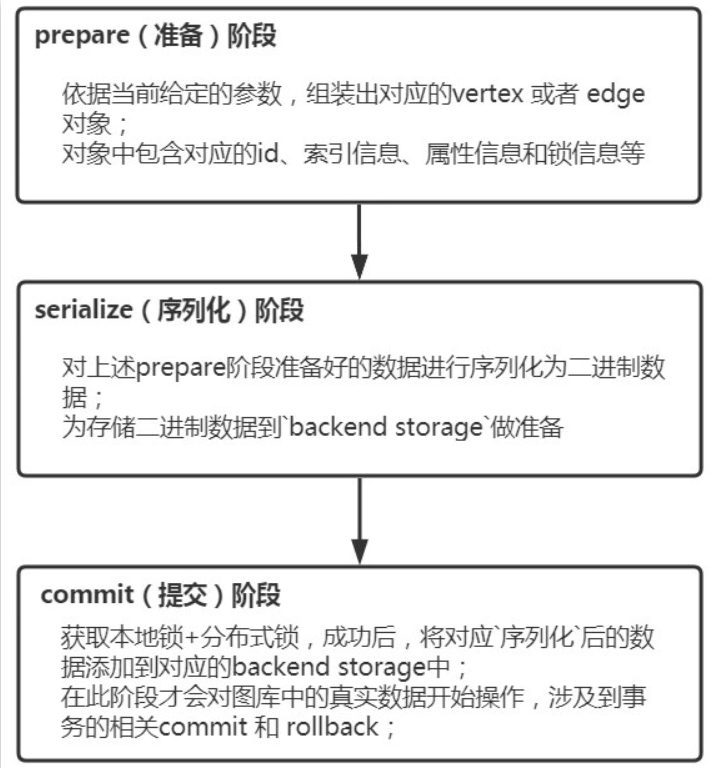 prepare（准备）阶段
依据当前给定的参数，组装出对应的vertex 或者 edge
对象；
对象中包含对应的id、索引信息、属性信息和锁信息等
serialize（序列化）阶段
对上述prepare阶段准备好的数据进行序列化为二进制数
据；
为存储二进制数据到`backend storage`做准备
commit（提交）阶段
获取本地锁+分布式锁，成功后，将对应`序列化`后的数
据添加到对应的backend storage中；
在此阶段才会对图库中的真实数据开始操作，涉及到事
务的相关commit 和 rollback；